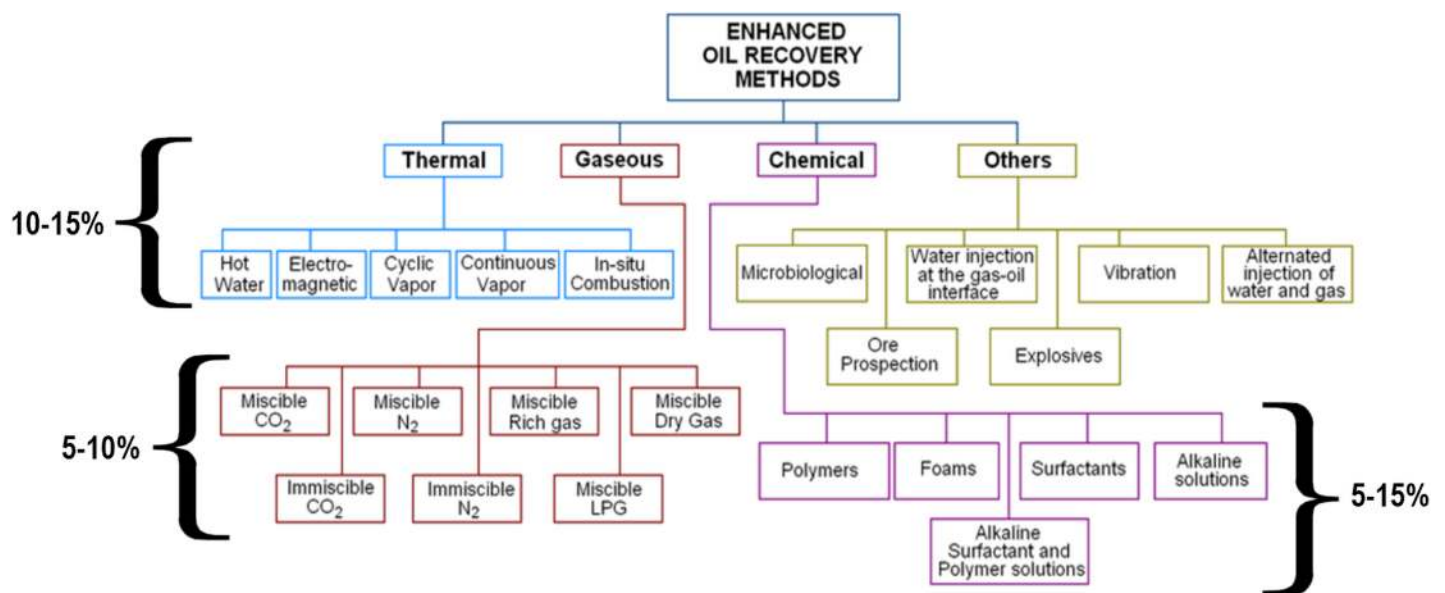 ENHANCED
OIL RECOVERY
METHODS
Thermal
Gaseous
Chemical
Others
10-15%
Hot
Water
Electro-
magnetic
Cyclic
Vapor
Continuous
Vapor
In-situ
Combustion
Microbiological
Water injection
at the gas-oil
interface
Vibration
Alternated
injection of
water and gas
Ore
Prospection
Explosives
5-10%
Miscible
CO2
Miscible
N2
Miscible
Rich gas
Miscible
Dry Gas
Immiscible
CO2
Immiscible
N2
Miscible
LPG
Polymers
Foams
Surfactants
Alkaline
solutions
5-15%
Alkaline
Surfactant and
Polymer solutions